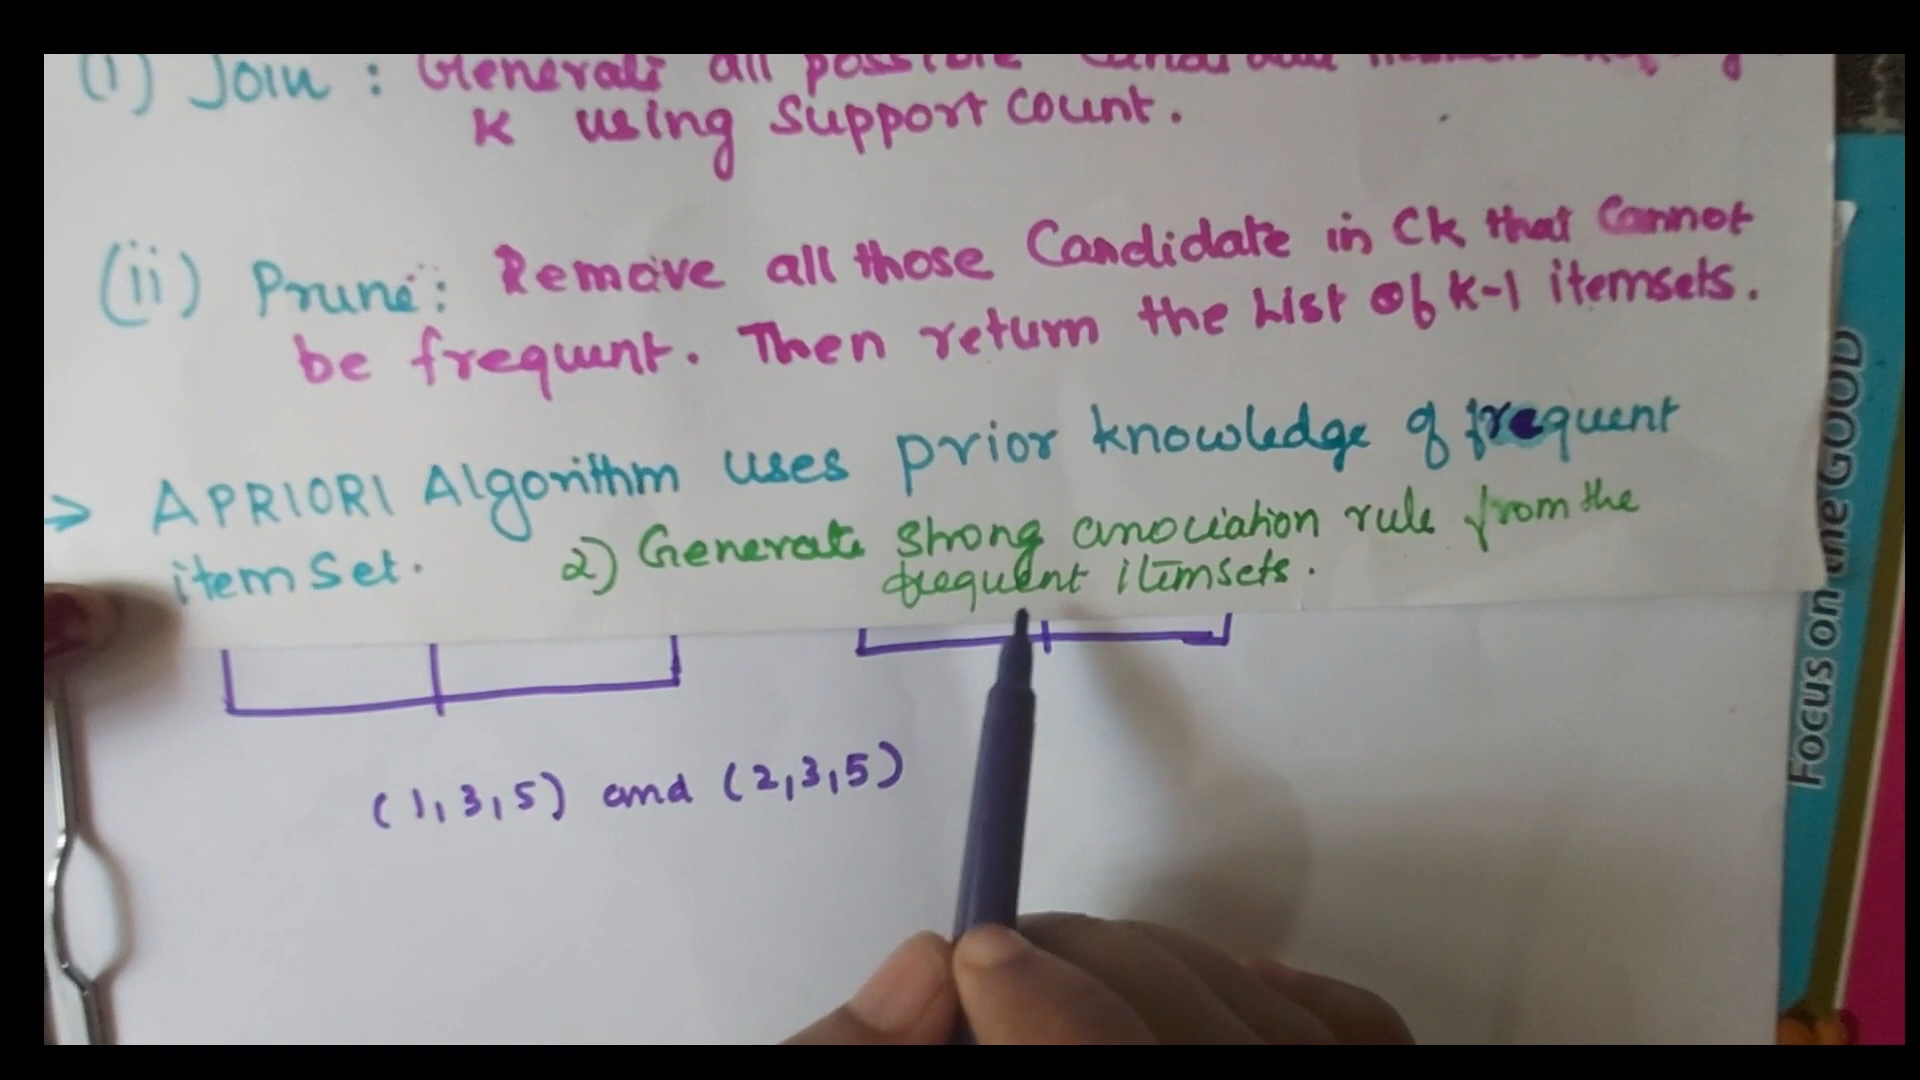 (i) Join : Generate all possible
K using support count.
(ii) Prune: Remove all those Candidate in Ck that Cannot
be frequent. Then return the List of K-1 itemsets.
→ APRIORI Algorithm uses prior knowledge of frequent
item Set.
2) Generate strong association rule from the
frequent itemsets.
(1,3,5) and (2,3,5)
Focus on the GOOD